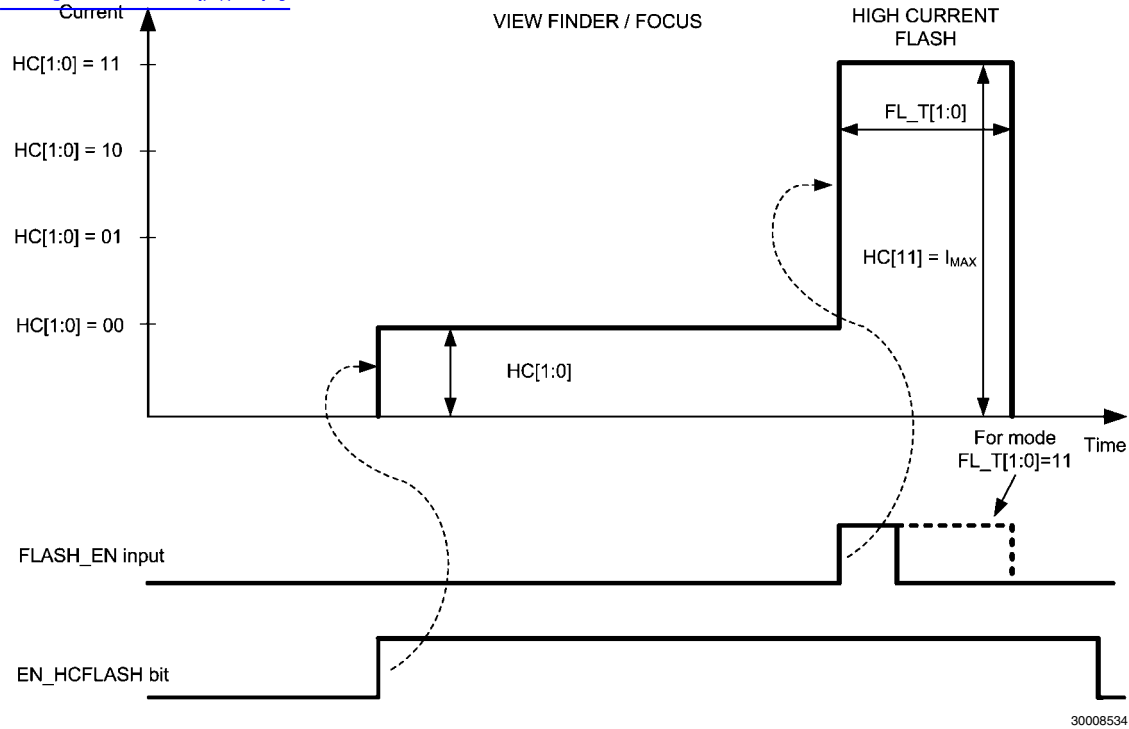 Current
VIEW FINDER / FOCUS
HIGH CURRENT
FLASH
HC[1:0] = 11
FL_T[1:0]
HC[1:0] = 10
HC[1:0] = 01
HC[11] = IMAX
HC[1:0] = 00
HC[1:0]
For mode
FL_T[1:0]=11
Time
FLASH_EN input
EN_HCFLASH bit
30008534